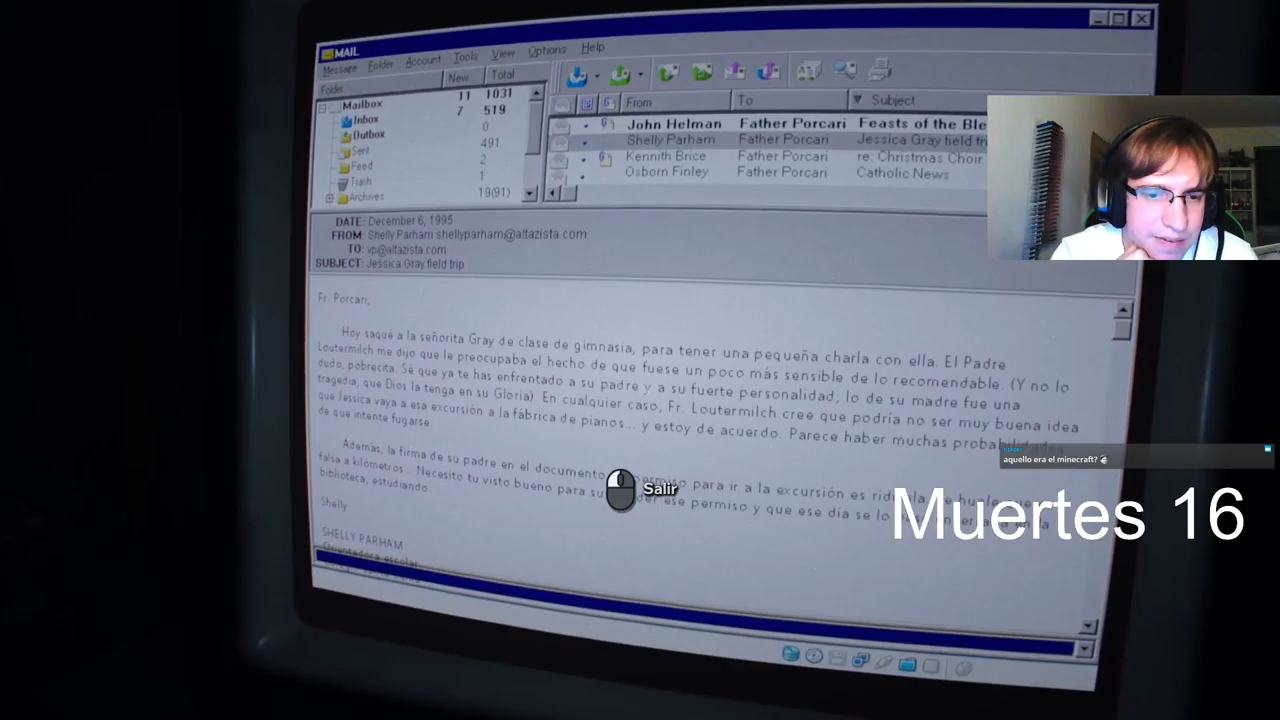 MAIL
Message Folder Account Tools View Options Help
Folder New Total
Mailbox 11 1031
Inbox 7 519
Outbox 0
Sent 491
Feed 2
Trash 1
Archives 19(91)
From To Subject
John Helman Father Porcari Feasts of the Ble
Shelly Parham Father Porcari Jessica Gray field tri
Kennith Brice Father Porcari re: Christmas Choir
Osborn Finley Father Porcari Catholic News
DATE: December 6, 1995
FROM: Shelly Parham shellyparham@altazista.com
TO: vp@altazista.com
SUBJECT: Jessica Gray field trip
Fr. Porcari,
Hoy saqué a la señorita Gray de clase de gimnasia, para tener una pequeña charla con ella. El Padre
Loutermilch me dijo que le preocupaba el hecho de que fuese un poco más sensible de lo recomendable. (Y no lo
dudo, pobrecita. Sé que ya te has enfrentado a su padre y a su fuerte personalidad; lo de su madre fue una
tragedia, que Dios la tenga en su Gloria). En cualquier caso, Fr. Loutermilch cree que podría no ser muy buena idea
que Jessica vaya a esa excursión a la fábrica de pianos... y estoy de acuerdo. Parece haber muchas probabilidades
de que intente fugarse.
Además, la firma de su padre en el documento permiso para ir a la excursión es
falsa a kilómetros... Necesito tu visto bueno para ese permiso y que ese día se lo
biblioteca, estudiando.
Salir
Shelly
SHELLY PARHAM
Orientadora escolar
aquello era el minecraft?
Muertes 16